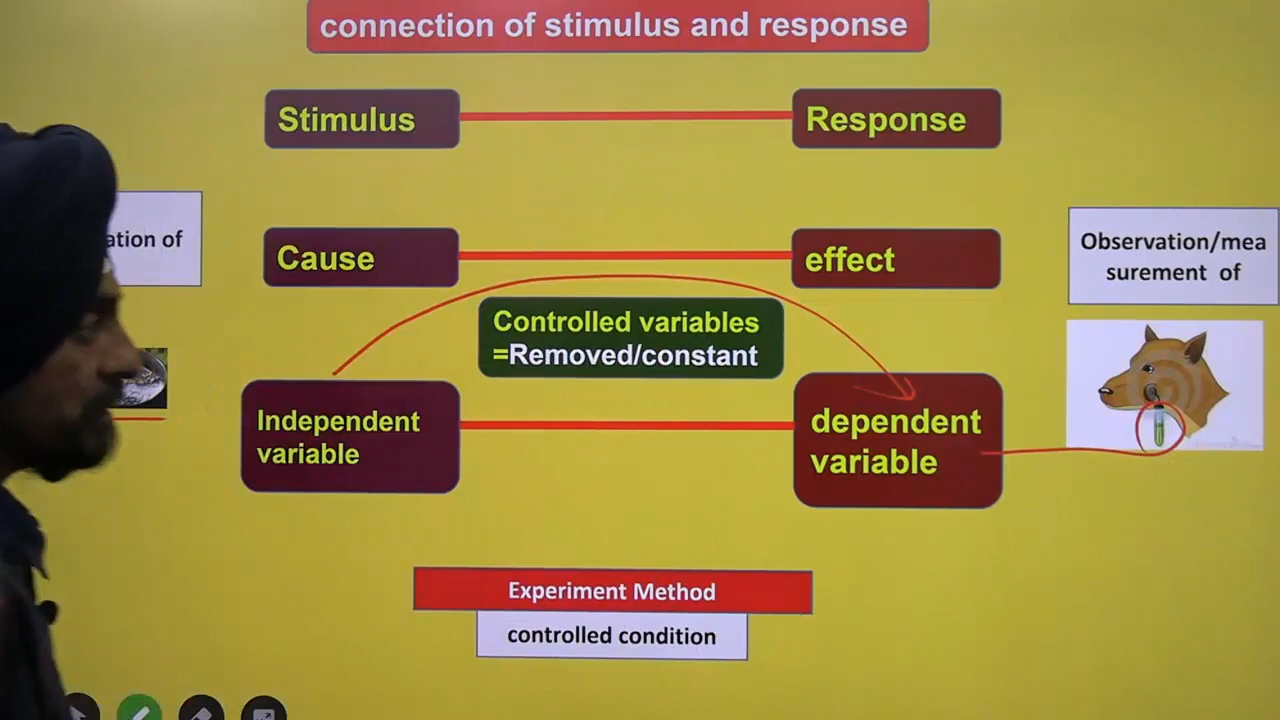 connection of stimulus and response
Stimulus
Response
Cause
effect
ation of
Observation/mea
surement of
Controlled variables
=Removed/constant
Independent
variable
dependent
variable
Experiment Method
controlled condition